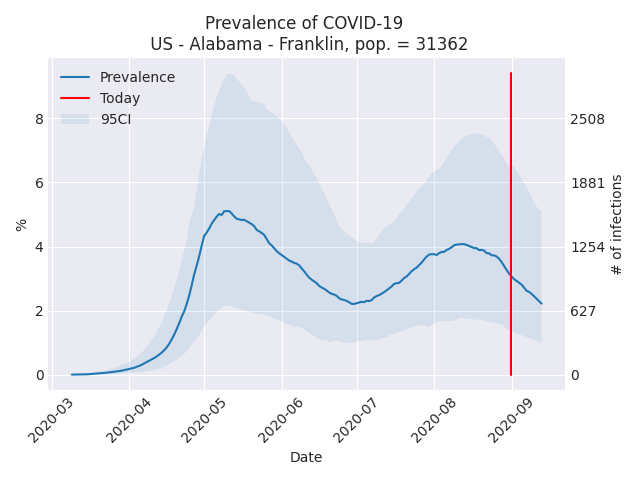 Prevalence of COVID-19
US - Alabama - Franklin, pop. = 31362
Prevalence
Today
95CI
8
6
4
2
0
%
2508
1881
1254
627
0
# of infections
2020-03
2020-04
2020-05
2020-06
2020-07
2020-08
2020-09
Date